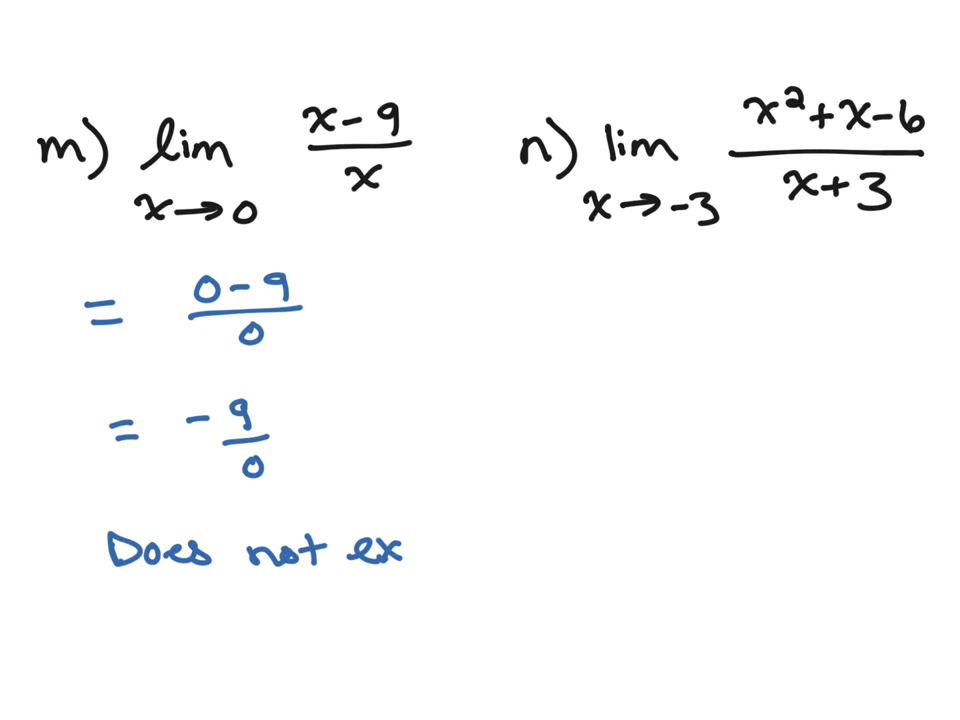 m) lim x→0 (x-9)/x
= (0-9)/0
= -9/0
Does not ex
n) lim x→-3 (x²+x-6)/(x+3)